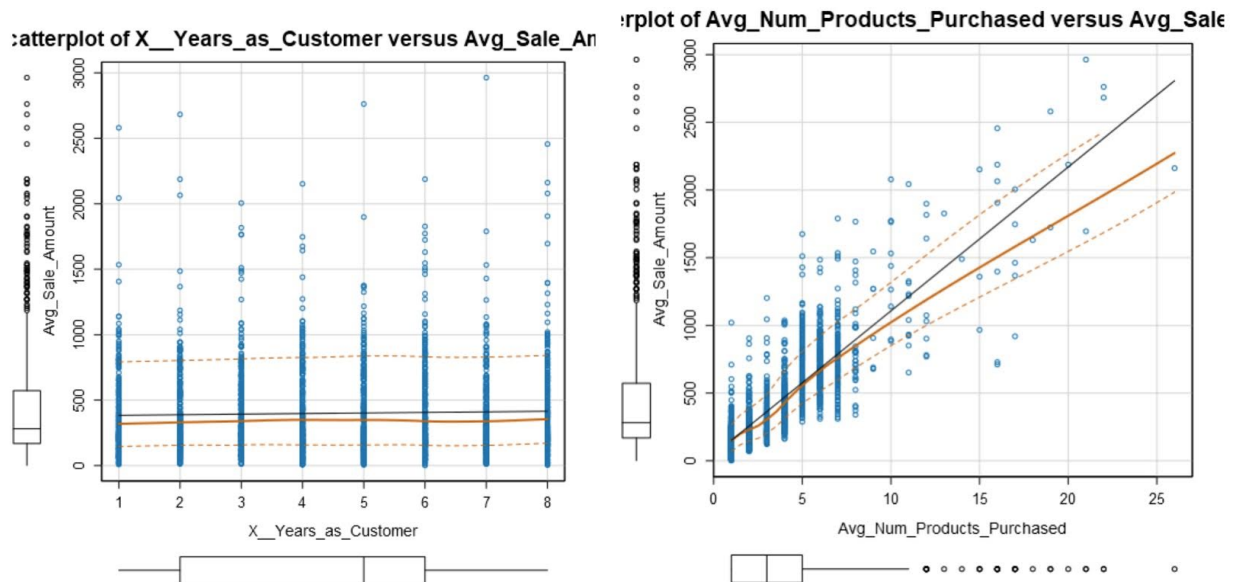 catterplot of X__Years_as_Customer versus Avg_Sale_Am
3000
2500
2000
1500
1000
500
0
Avg_Sale_Amount
1 2 3 4 5 6 7 8
X__Years_as_Customer
erplot of Avg_Num_Products_Purchased versus Avg_Sale
3000
2500
2000
1500
1000
500
0
Avg_Sale_Amount
0 5 10 15 20 25
Avg_Num_Products_Purchased